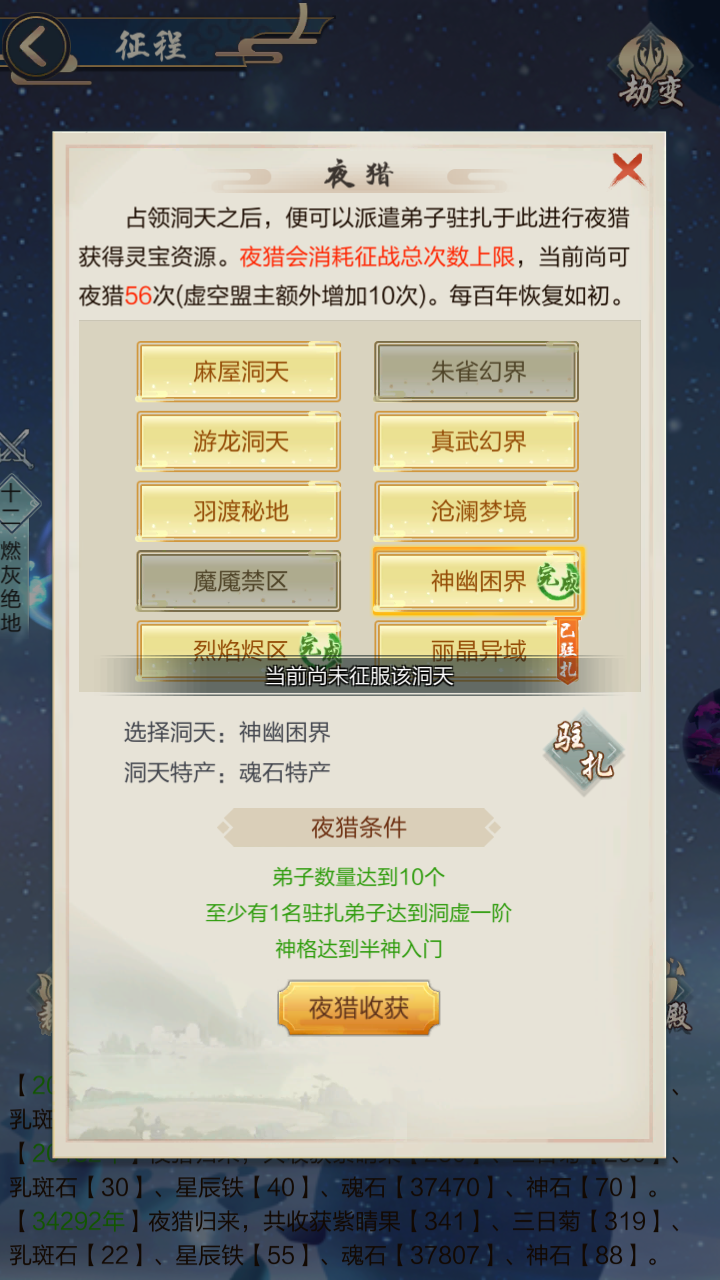 征程
劫变
夜猎
占领洞天之后，便可以派遣弟子驻扎于此进行夜猎
获得灵宝资源。夜猎会消耗征战总次数上限，当前尚可
夜猎56次(虚空盟主额外增加10次)。每百年恢复如初。
麻屋洞天
朱雀幻界
游龙洞天
真武幻界
羽渡秘地
沧澜梦境
魔魇禁区
神幽困界 完成
烈焰烬区 完成
丽晶异域 已驻扎
当前尚未征服该洞天
十二
燃灰绝地
选择洞天：神幽困界
洞天特产：魂石特产
驻扎
夜猎条件
弟子数量达到10个
至少有1名驻扎弟子达到洞虚一阶
神格达到半神入门
夜猎收获
殿
【20
乳斑
【2
乳斑石【30】、星辰铁【40】、魂石【37470】、神石【70】。
【34292年】夜猎归来，共收获紫睛果【341】、三日菊【319】、
乳斑石【22】、星辰铁【55】、魂石【37807】、神石【88】。